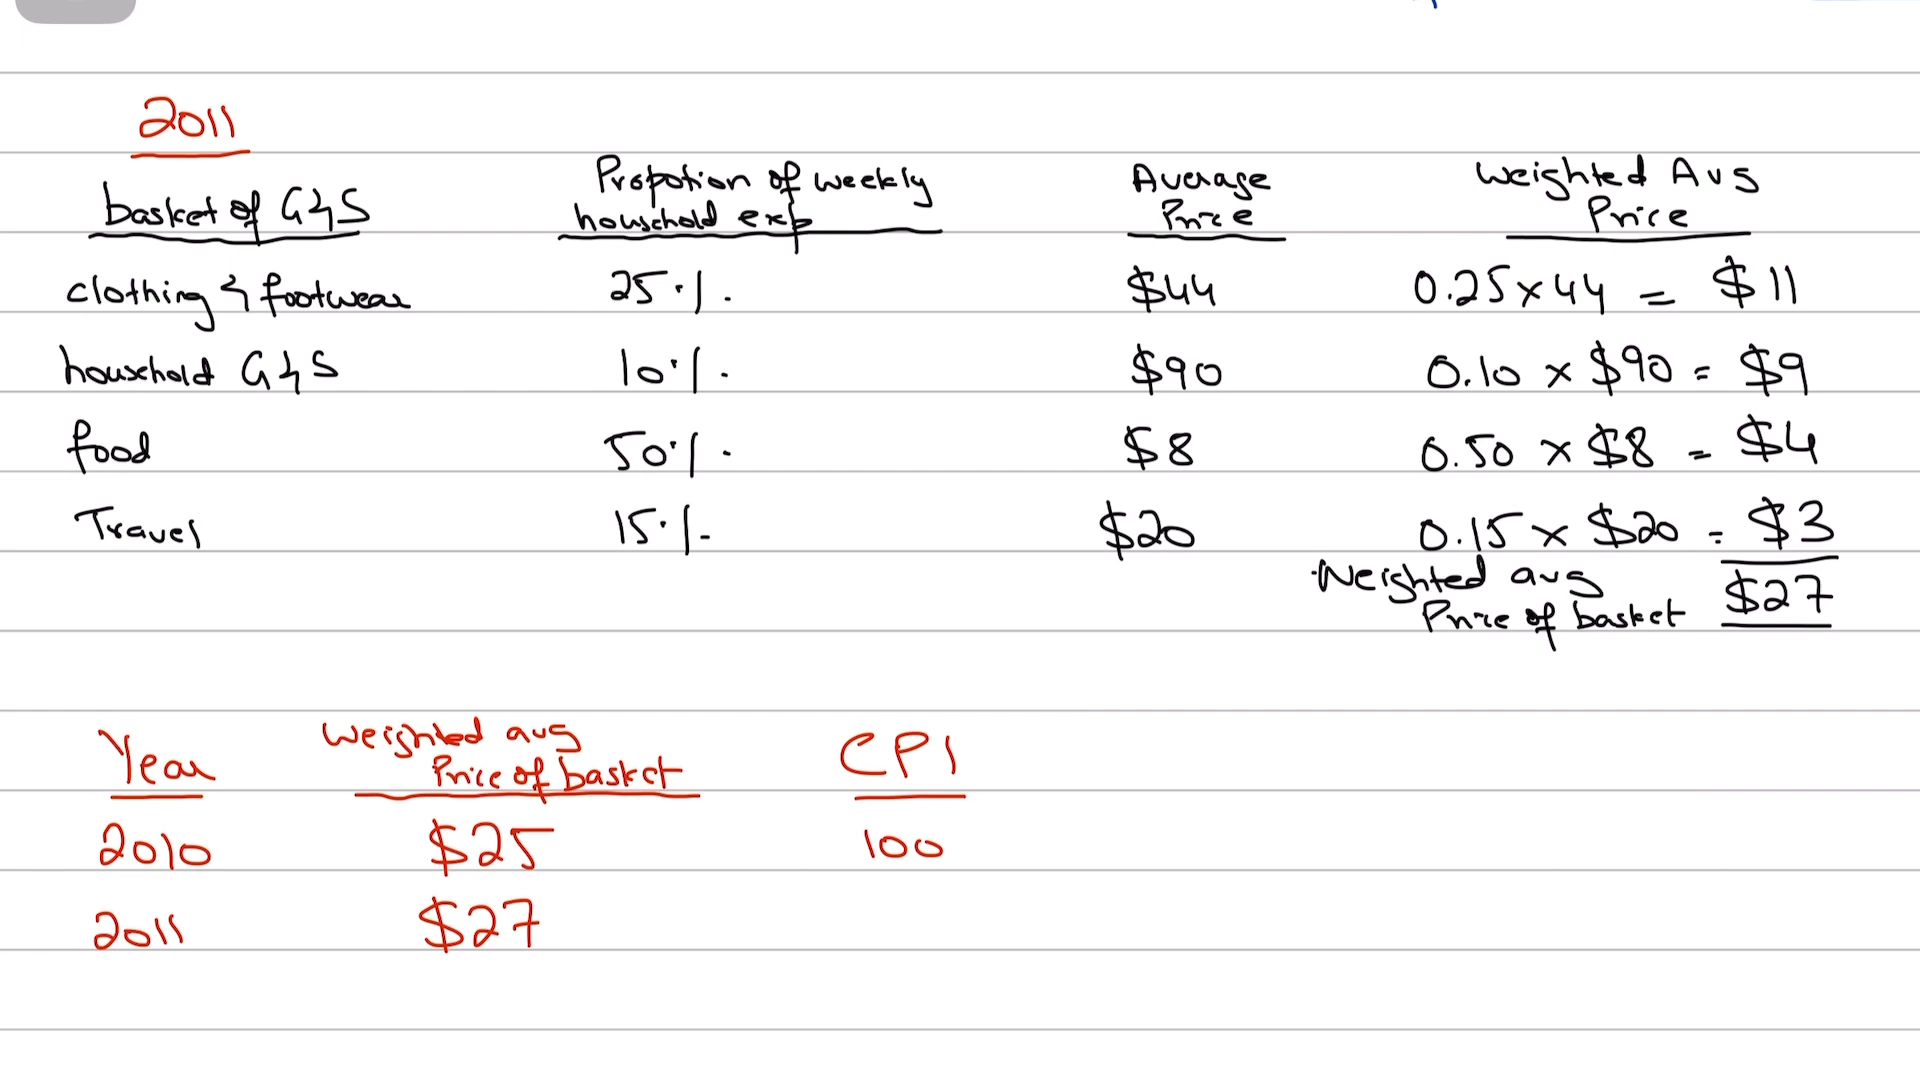 2011
basket of G&S Propotion of weekly household exp Average Price Weighted Avg Price
clothing & footwear 25% $44 0.25 x 44 = $11
household G&S 10% $90 0.10 x $90 = $9
food 50% $8 0.50 x $8 = $4
Travel 15% $20 0.15 x $20 = $3
Weighted avg Price of basket $27
Year Weighted avg Price of basket CPI
2010 $25 100
2011 $27